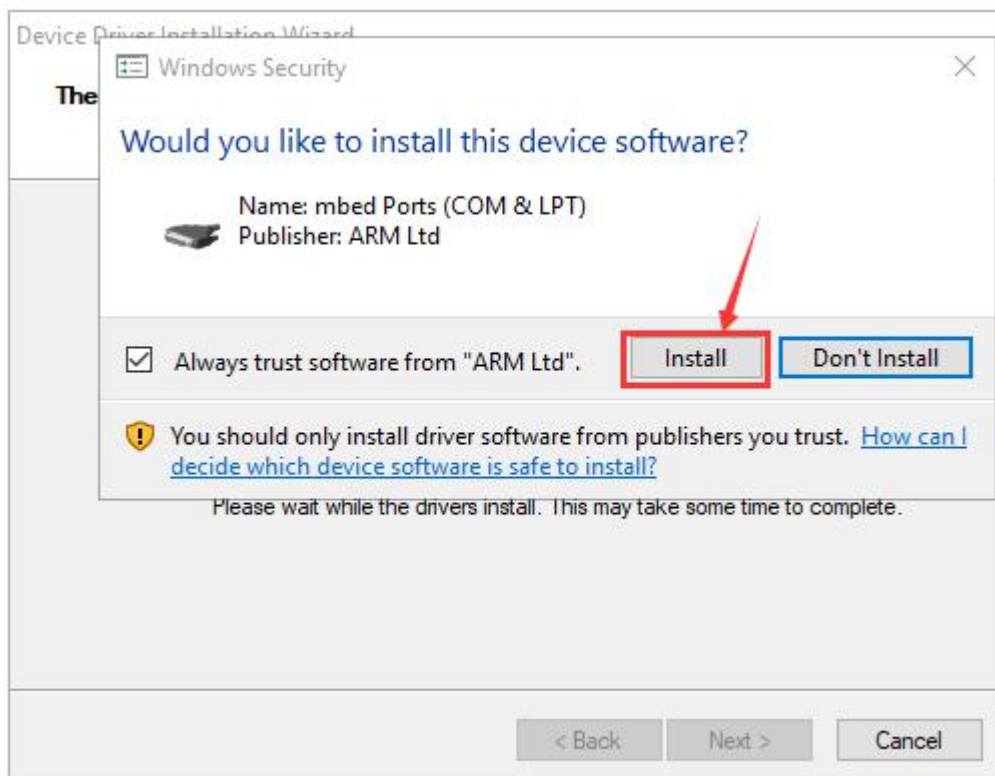 Device Driver Installation Wizard
Windows Security
The
Would you like to install this device software?
Name: mbed Ports (COM & LPT)
Publisher: ARM Ltd
Always trust software from "ARM Ltd".
Install
Don't Install
You should only install driver software from publishers you trust. How can I
decide which device software is safe to install?
Please wait while the drivers install. This may take some time to complete.
< Back
Next >
Cancel